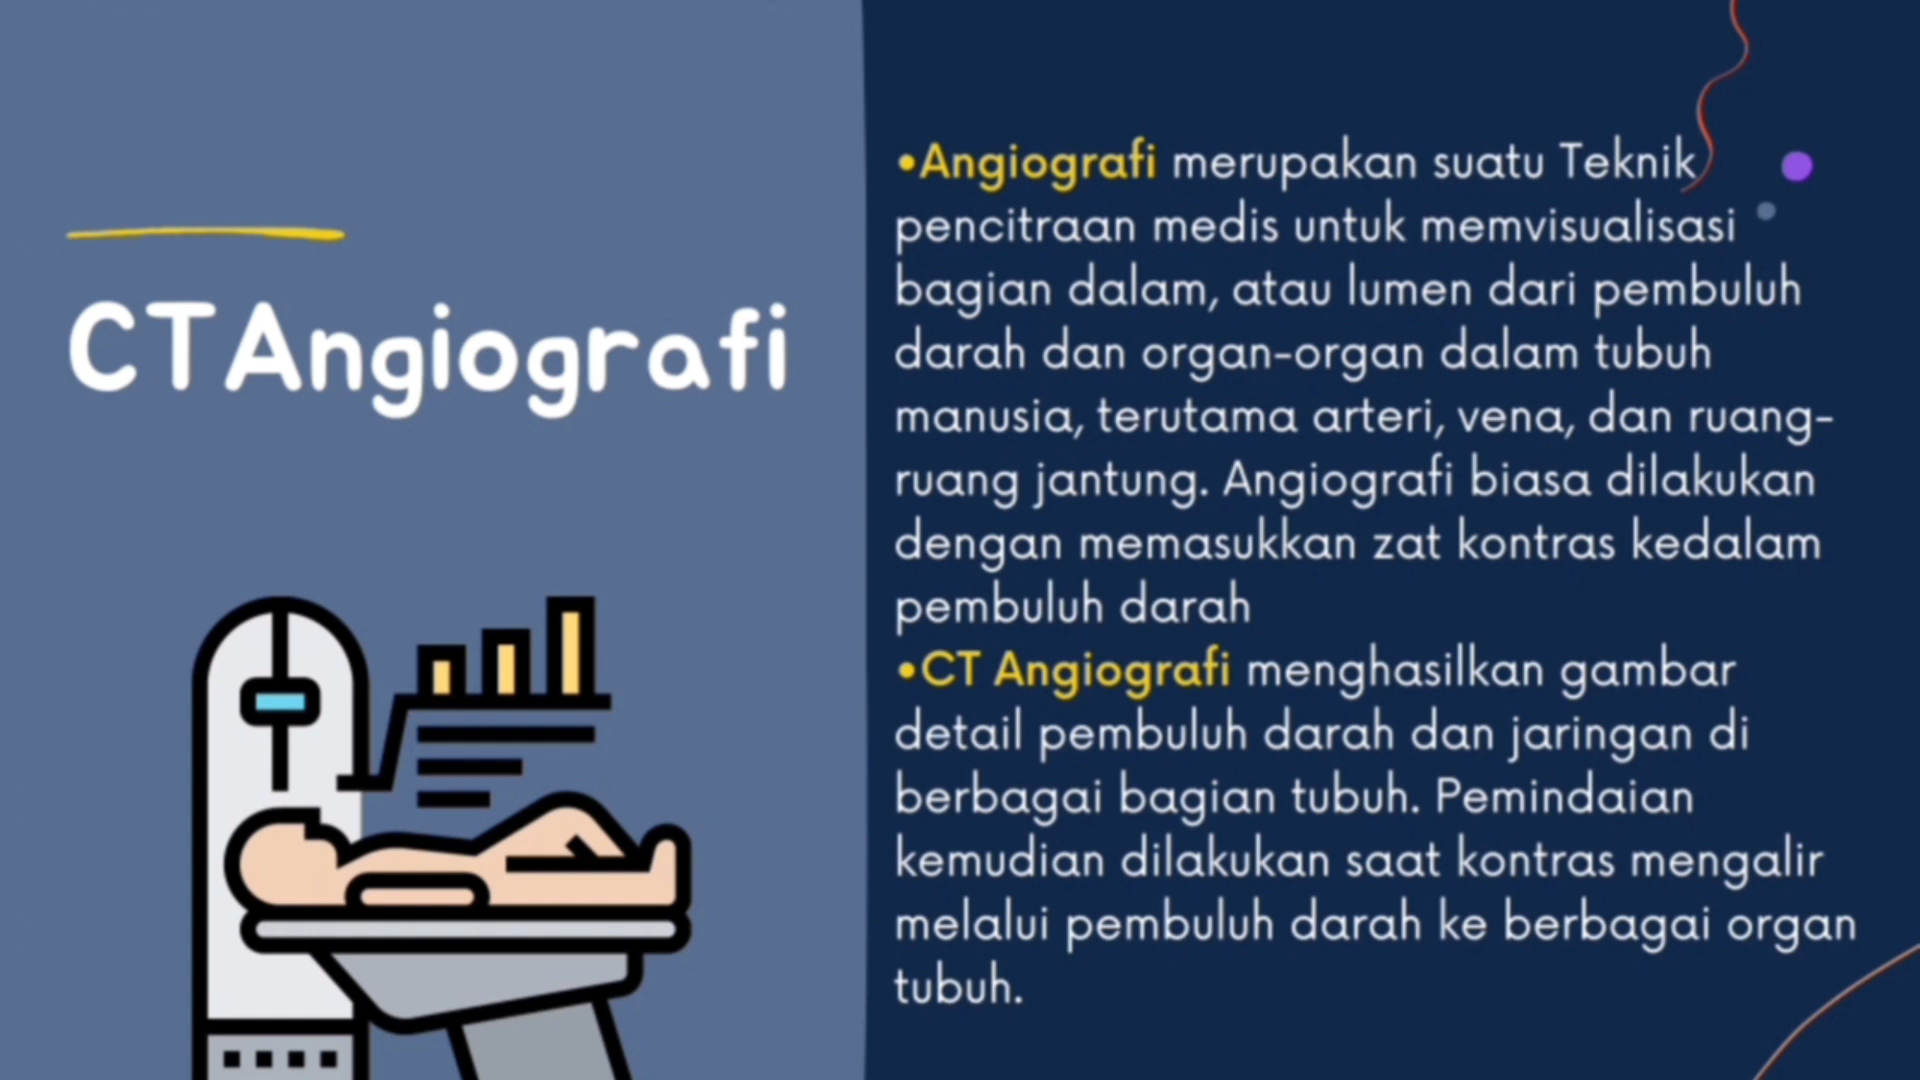 CTAngiografi
•Angiografi merupakan suatu Teknik
pencitraan medis untuk memvisualisasi
bagian dalam, atau lumen dari pembuluh
darah dan organ-organ dalam tubuh
manusia, terutama arteri, vena, dan ruang-
ruang jantung. Angiografi biasa dilakukan
dengan memasukkan zat kontras kedalam
pembuluh darah
•CT Angiografi menghasilkan gambar
detail pembuluh darah dan jaringan di
berbagai bagian tubuh. Pemindaian
kemudian dilakukan saat kontras mengalir
melalui pembuluh darah ke berbagai organ
tubuh.